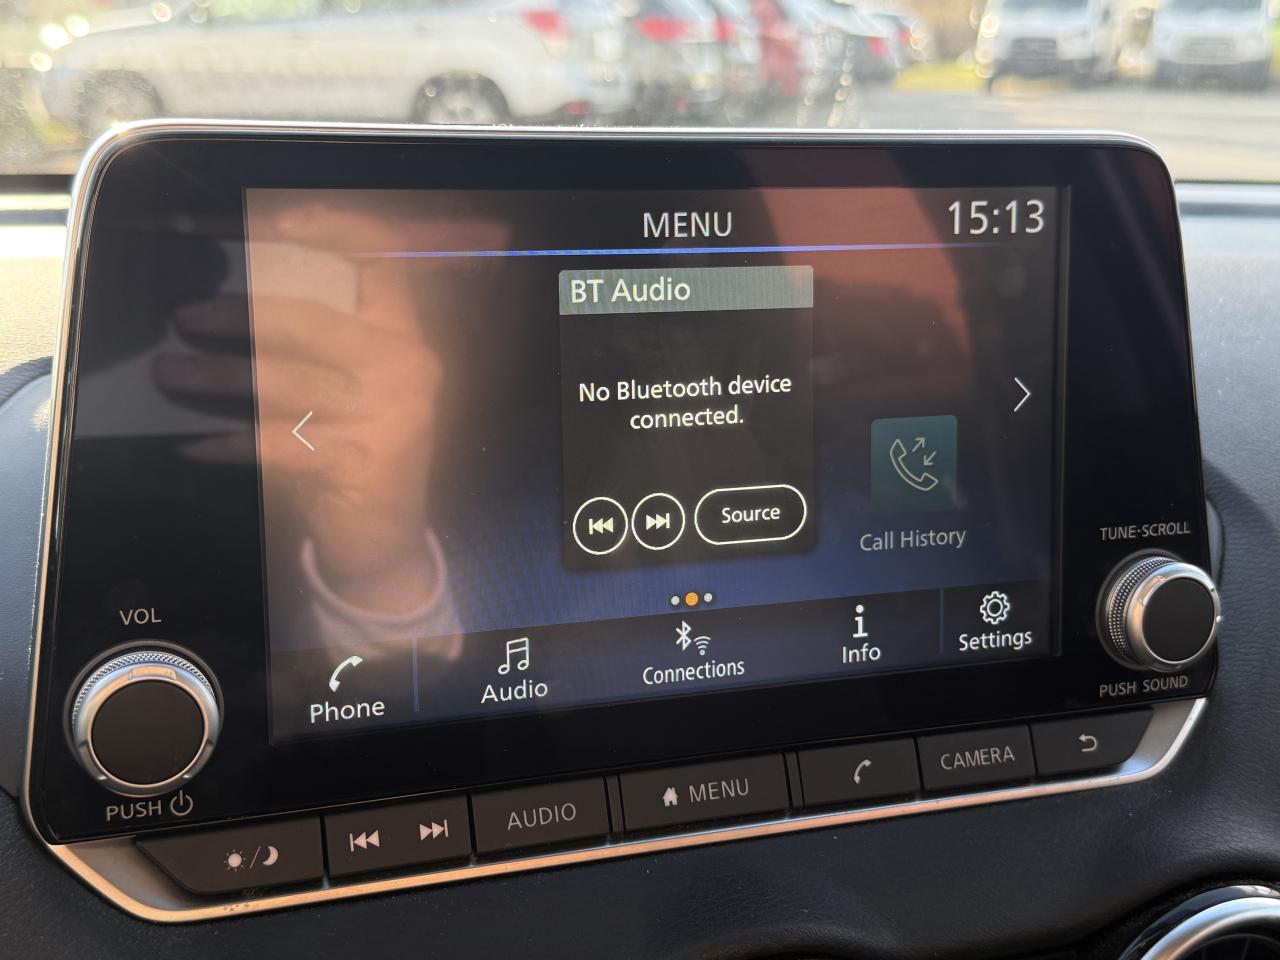 MENU
15:13
BT Audio
No Bluetooth device
connected.
Source
Call History
TUNE·SCROLL
VOL
Phone
Audio
Connections
Info
Settings
PUSH SOUND
PUSH
AUDIO
MENU
CAMERA